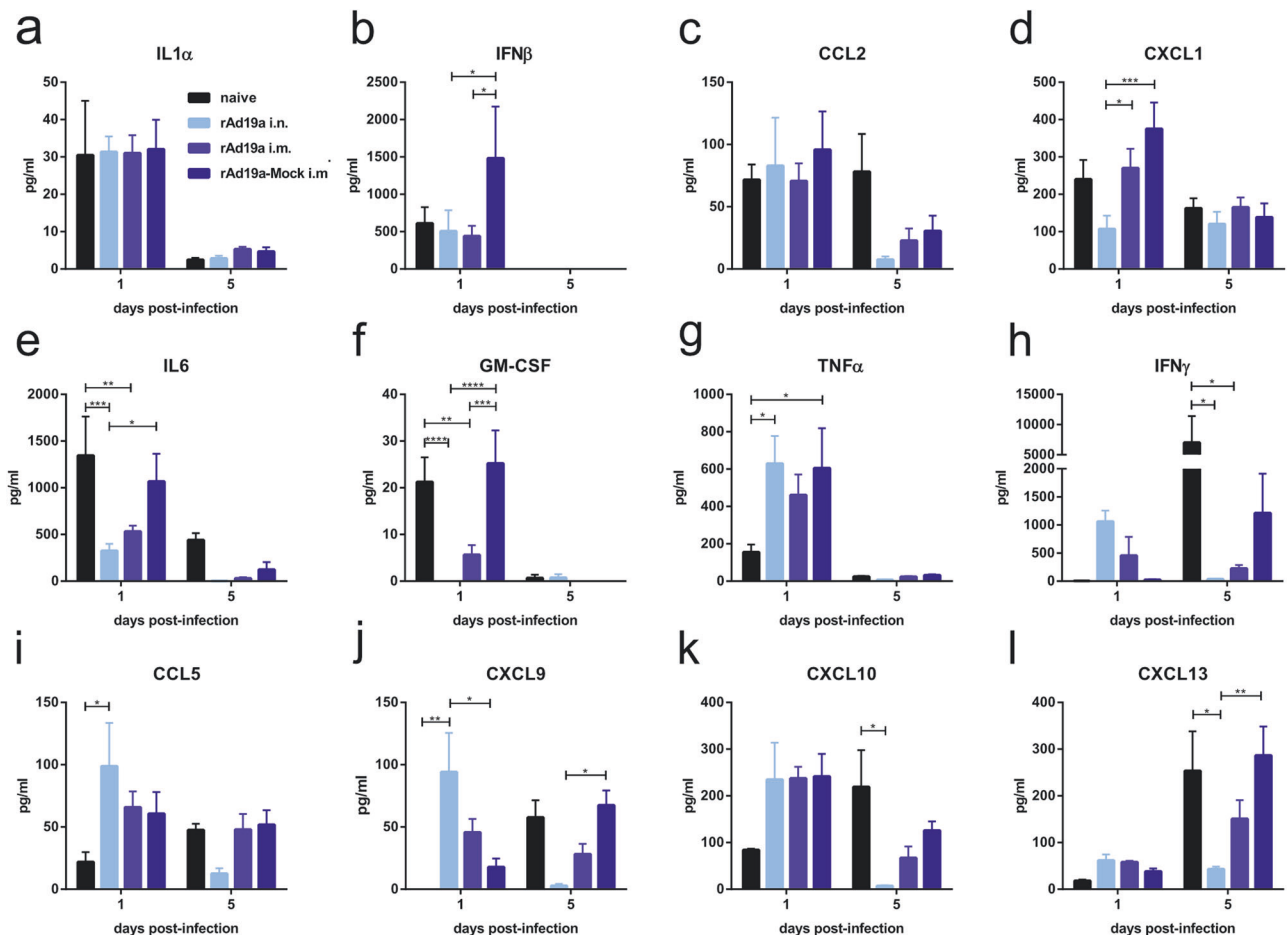 a
IL1α
pg/ml
50
40
30
20
10
0
1
5
days post-infection
naive
rAd19a i.n.
rAd19a i.m.
rAd19a-Mock i.m.
b
IFNβ
pg/ml
2500
2000
1500
1000
500
0
*
*
1
5
days post-infection
c
CCL2
pg/ml
150
100
50
0
1
5
days post-infection
d
CXCL1
pg/ml
500
400
300
200
100
0
***
*
1
5
days post-infection
e
IL6
pg/ml
2000
1500
1000
500
0
**
***
*
1
5
days post-infection
f
GM-CSF
pg/ml
40
30
20
10
0
****
***
**
****
1
5
days post-infection
g
TNFα
pg/ml
1000
800
600
400
200
0
*
*
1
5
days post-infection
h
IFNγ
pg/ml
15000
10000
5000
2000
1500
1000
500
0
*
*
1
5
days post-infection
i
CCL5
pg/ml
150
100
50
0
*
1
5
days post-infection
j
CXCL9
pg/ml
150
100
50
0
*
**
*
1
5
days post-infection
k
CXCL10
pg/ml
400
300
200
100
0
*
1
5
days post-infection
l
CXCL13
pg/ml
400
300
200
100
0
**
*
1
5
days post-infection